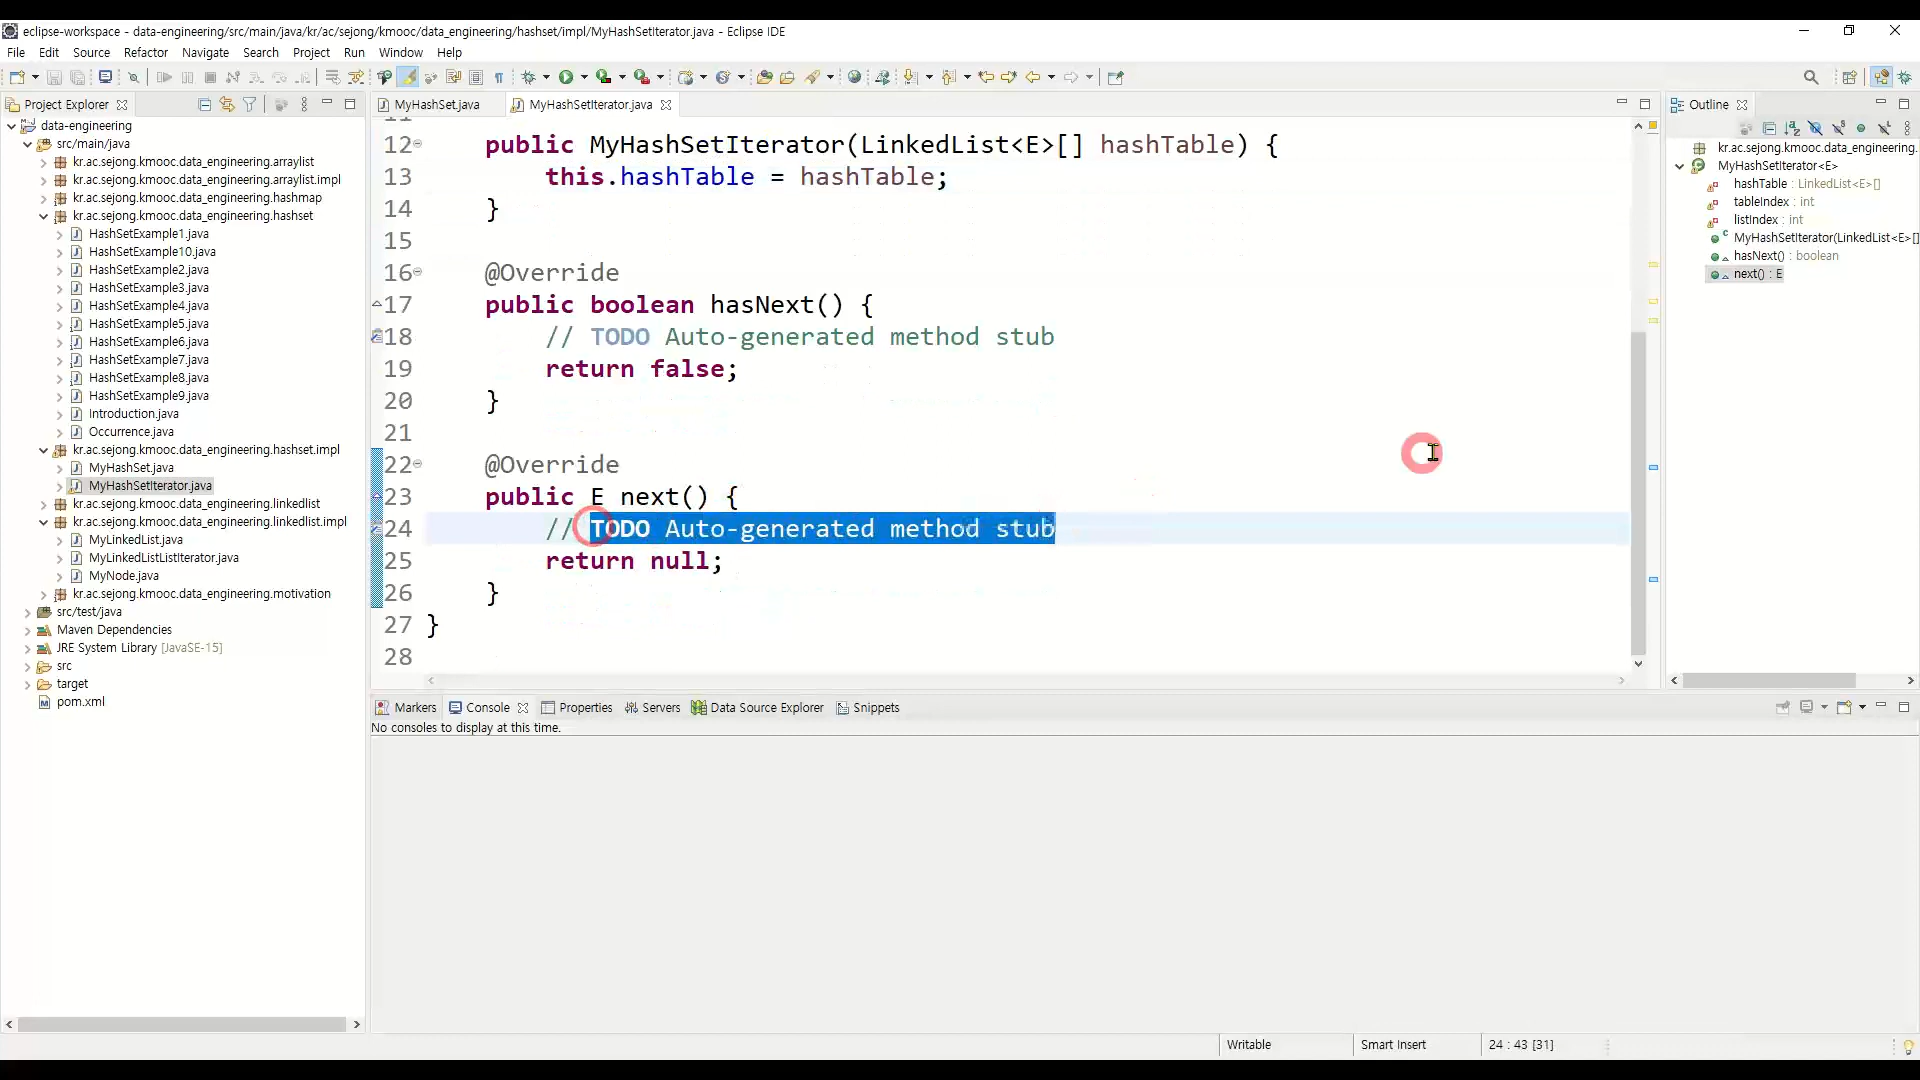 eclipse-workspace - data-engineering/src/main/java/kr/ac/sejong/kmooc/data_engineering/hashset/impl/MyHashSetIterator.java - Eclipse IDE
File Edit Source Refactor Navigate Search Project Run Window Help
Project Explorer
data-engineering
src/main/java
kr.ac.sejong.kmooc.data_engineering.arraylist
kr.ac.sejong.kmooc.data_engineering.arraylist.impl
kr.ac.sejong.kmooc.data_engineering.hashmap
kr.ac.sejong.kmooc.data_engineering.hashset
HashSetExample1.java
HashSetExample10.java
HashSetExample2.java
HashSetExample3.java
HashSetExample4.java
HashSetExample5.java
HashSetExample6.java
HashSetExample7.java
HashSetExample8.java
HashSetExample9.java
Introduction.java
Occurrence.java
kr.ac.sejong.kmooc.data_engineering.hashset.impl
MyHashSet.java
MyHashSetIterator.java
kr.ac.sejong.kmooc.data_engineering.linkedlist
kr.ac.sejong.kmooc.data_engineering.linkedlist.impl
MyLinkedList.java
MyLinkedListListIterator.java
MyNode.java
kr.ac.sejong.kmooc.data_engineering.motivation
src/test/java
Maven Dependencies
JRE System Library [JavaSE-15]
src
target
pom.xml
MyHashSet.java MyHashSetIterator.java
12 public MyHashSetIterator(LinkedList<E>[] hashTable) {
13 this.hashTable = hashTable;
14 }
15
16 @Override
17 public boolean hasNext() {
18 // TODO Auto-generated method stub
19 return false;
20 }
21
22 @Override
23 public E next() {
24 // TODO Auto-generated method stub
25 return null;
26 }
27 }
28
Outline
kr.ac.sejong.kmooc.data_engineering.
MyHashSetIterator<E>
hashTable : LinkedList<E>[]
tableIndex : int
listIndex : int
MyHashSetIterator(LinkedList<E>[]
hasNext() : boolean
next() : E
Markers Console Properties Servers Data Source Explorer Snippets
No consoles to display at this time.
Writable Smart Insert 24 : 43 [31]